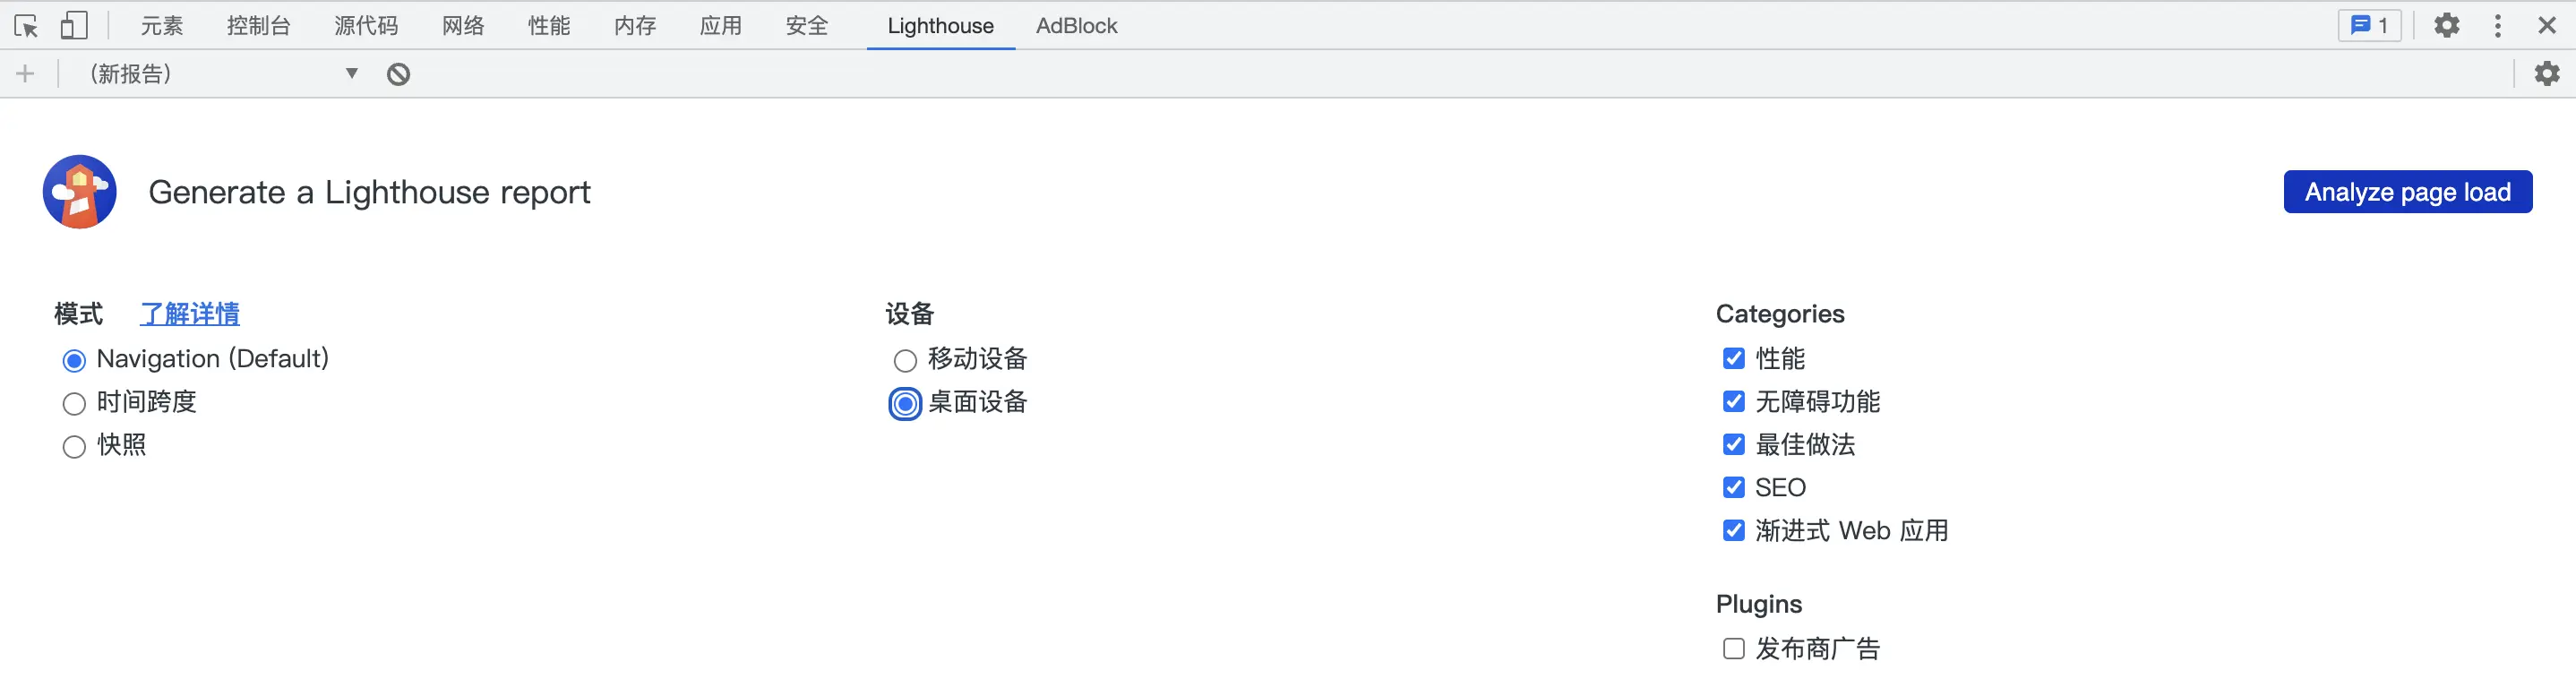 元素 控制台 源代码 网络 性能 内存 应用 安全 Lighthouse AdBlock 1
(新报告)
Generate a Lighthouse report
Analyze page load
模式 了解详情
Navigation (Default)
时间跨度
快照
设备
移动设备
桌面设备
Categories
性能
无障碍功能
最佳做法
SEO
渐进式 Web 应用
Plugins
发布商广告